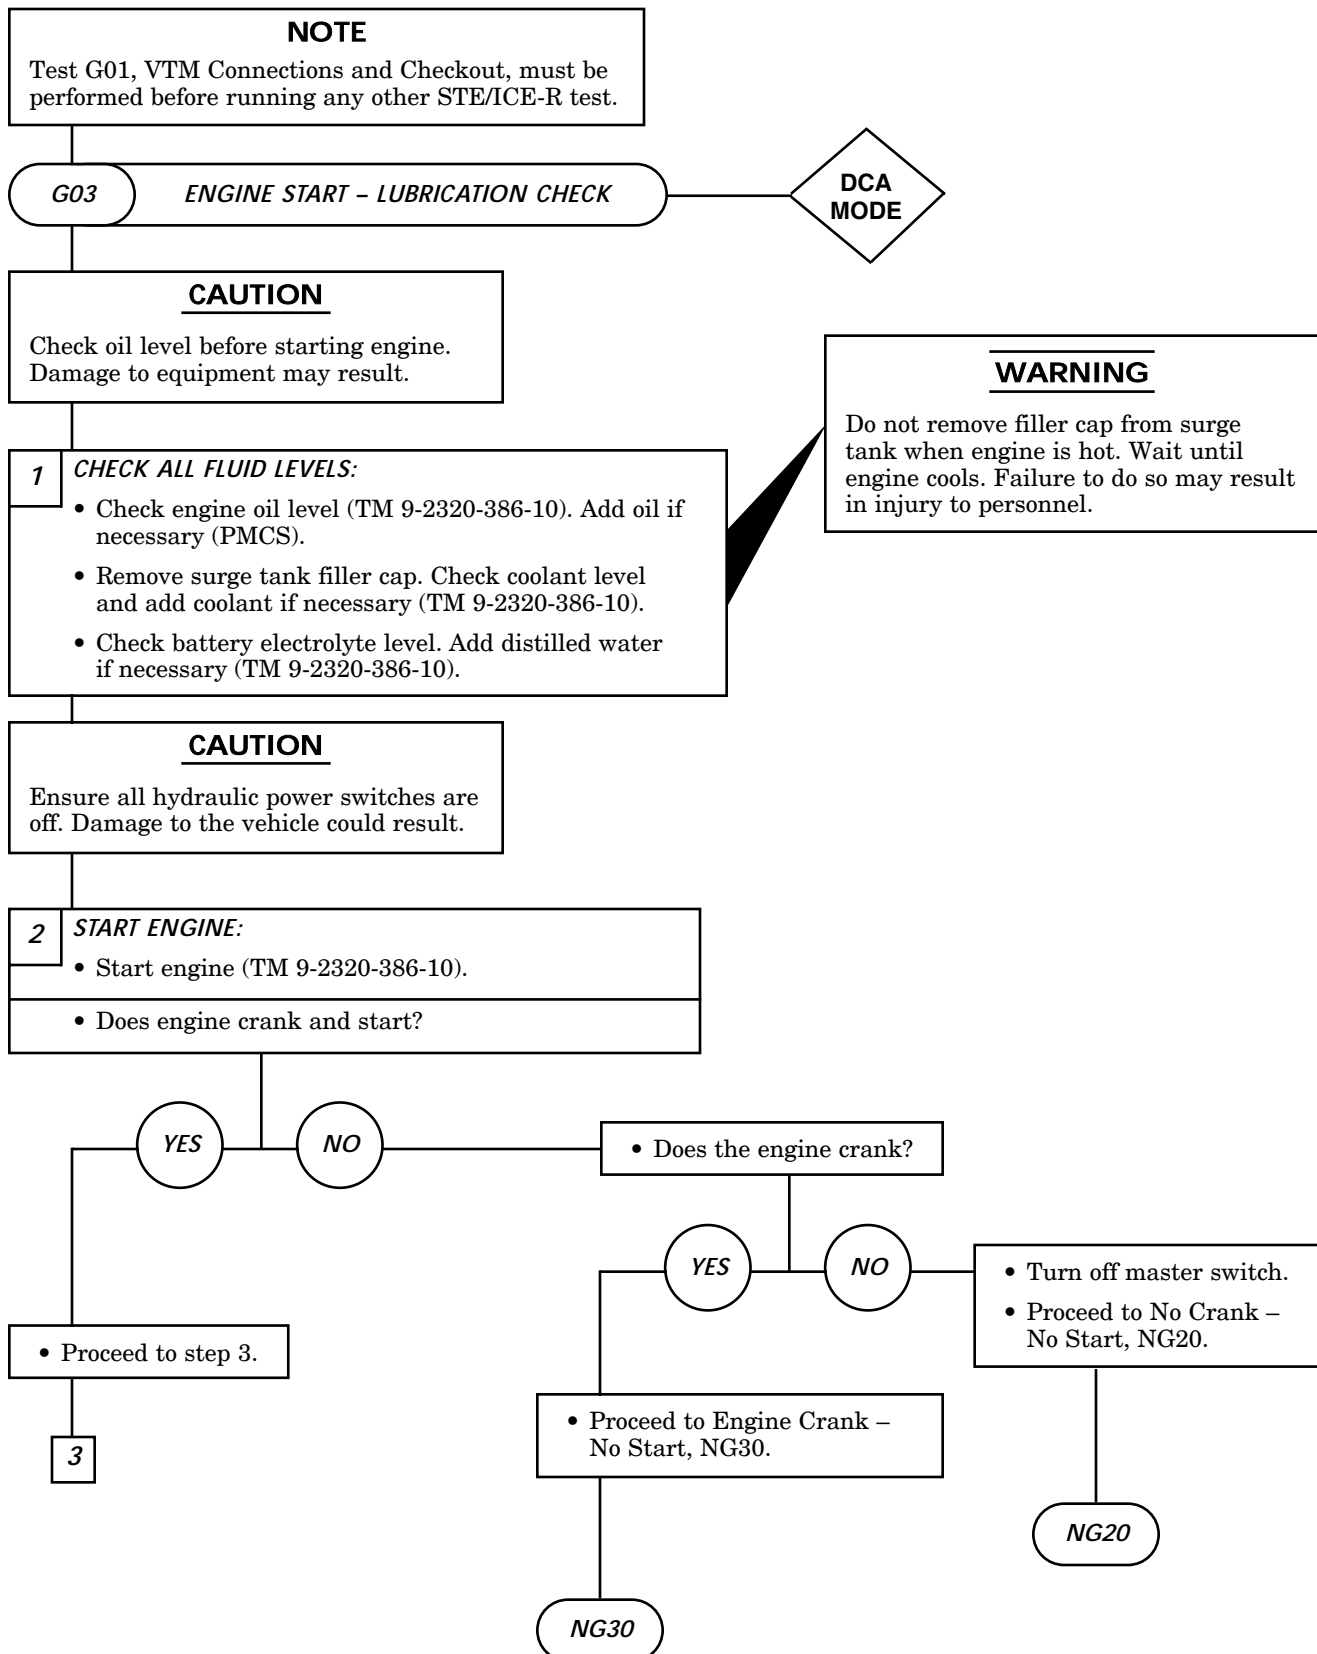 NOTE
Test G01, VTM Connections and Checkout, must be
performed before running any other STE/ICE-R test.
G03 ENGINE START – LUBRICATION CHECK
DCA
MODE
CAUTION
Check oil level before starting engine.
Damage to equipment may result.
WARNING
Do not remove filler cap from surge
tank when engine is hot. Wait until
engine cools. Failure to do so may result
in injury to personnel.
1 CHECK ALL FLUID LEVELS:
• Check engine oil level (TM 9-2320-386-10). Add oil if
necessary (PMCS).
• Remove surge tank filler cap. Check coolant level
and add coolant if necessary (TM 9-2320-386-10).
• Check battery electrolyte level. Add distilled water
if necessary (TM 9-2320-386-10).
CAUTION
Ensure all hydraulic power switches are
off. Damage to the vehicle could result.
2 START ENGINE:
• Start engine (TM 9-2320-386-10).
• Does engine crank and start?
YES NO
• Does the engine crank?
YES NO
• Turn off master switch.
• Proceed to No Crank –
No Start, NG20.
• Proceed to step 3.
• Proceed to Engine Crank –
No Start, NG30.
3
NG20
NG30